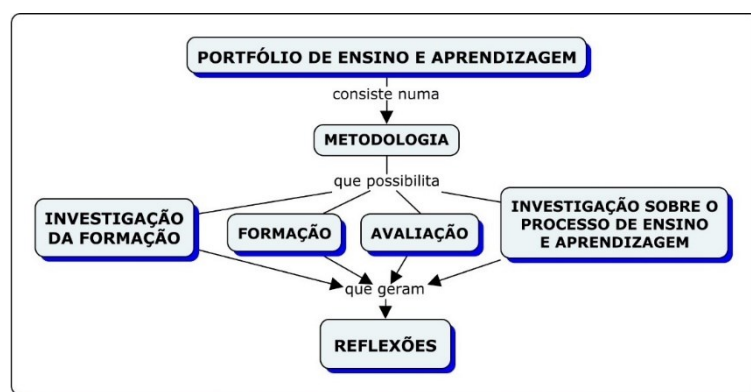 PORTFÓLIO DE ENSINO E APRENDIZAGEM
consiste numa
METODOLOGIA
que possibilita
INVESTIGAÇÃO
DA FORMAÇÃO
FORMAÇÃO
AVALIAÇÃO
INVESTIGAÇÃO SOBRE O
PROCESSO DE ENSINO
E APRENDIZAGEM
que geram
REFLEXÕES